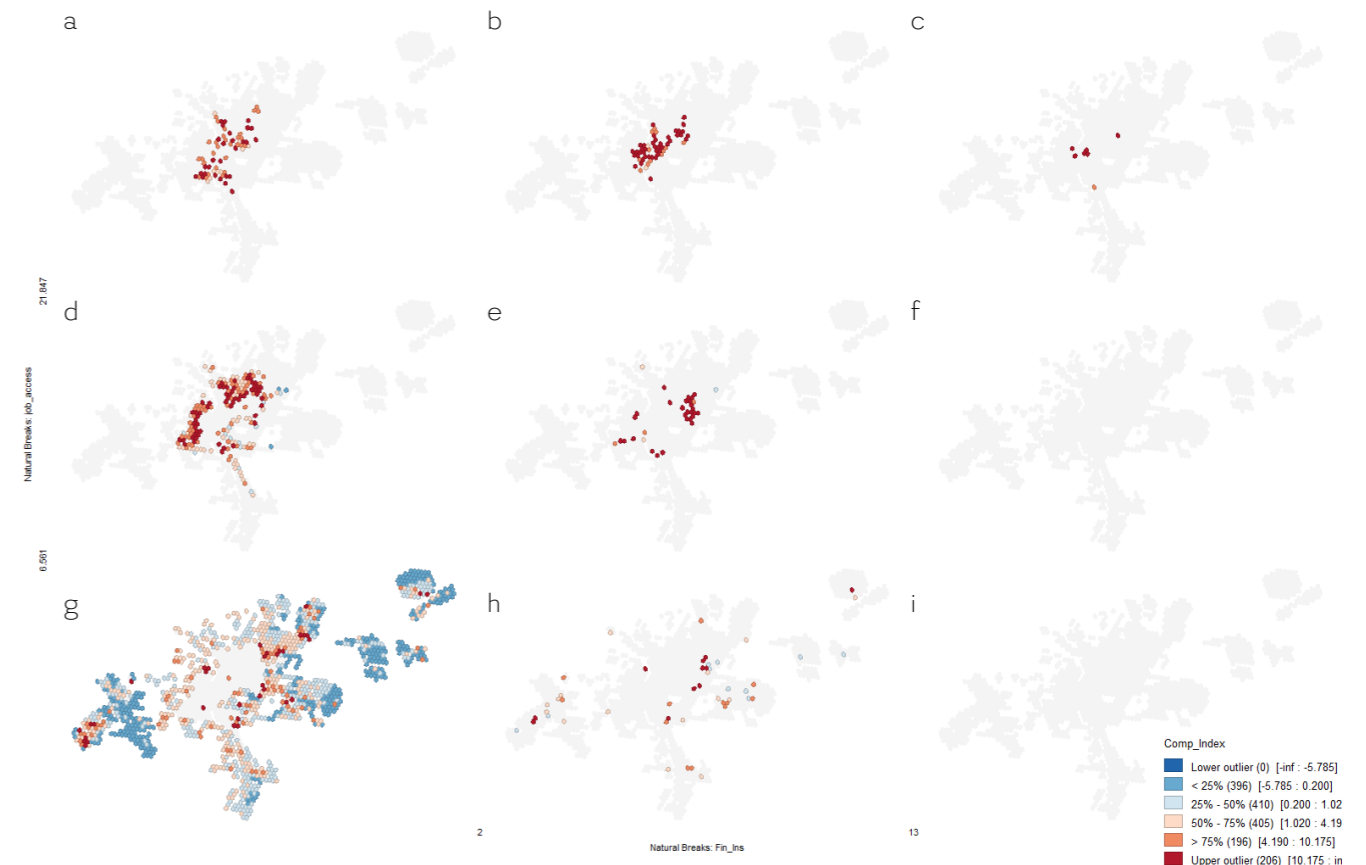 a b c
21.847
d e f
Natural Breaks: job_access
6.561
g h i
2 13
Natural Breaks: Fin_Ins
Comp_Index
Lower outlier (0) [-inf : -5.785]
< 25% (396) [-5.785 : 0.200]
25% - 50% (410) [0.200 : 1.02
50% - 75% (405) [1.020 : 4.19
> 75% (196) [4.190 : 10.175]
Upper outlier (206) [10.175 : in